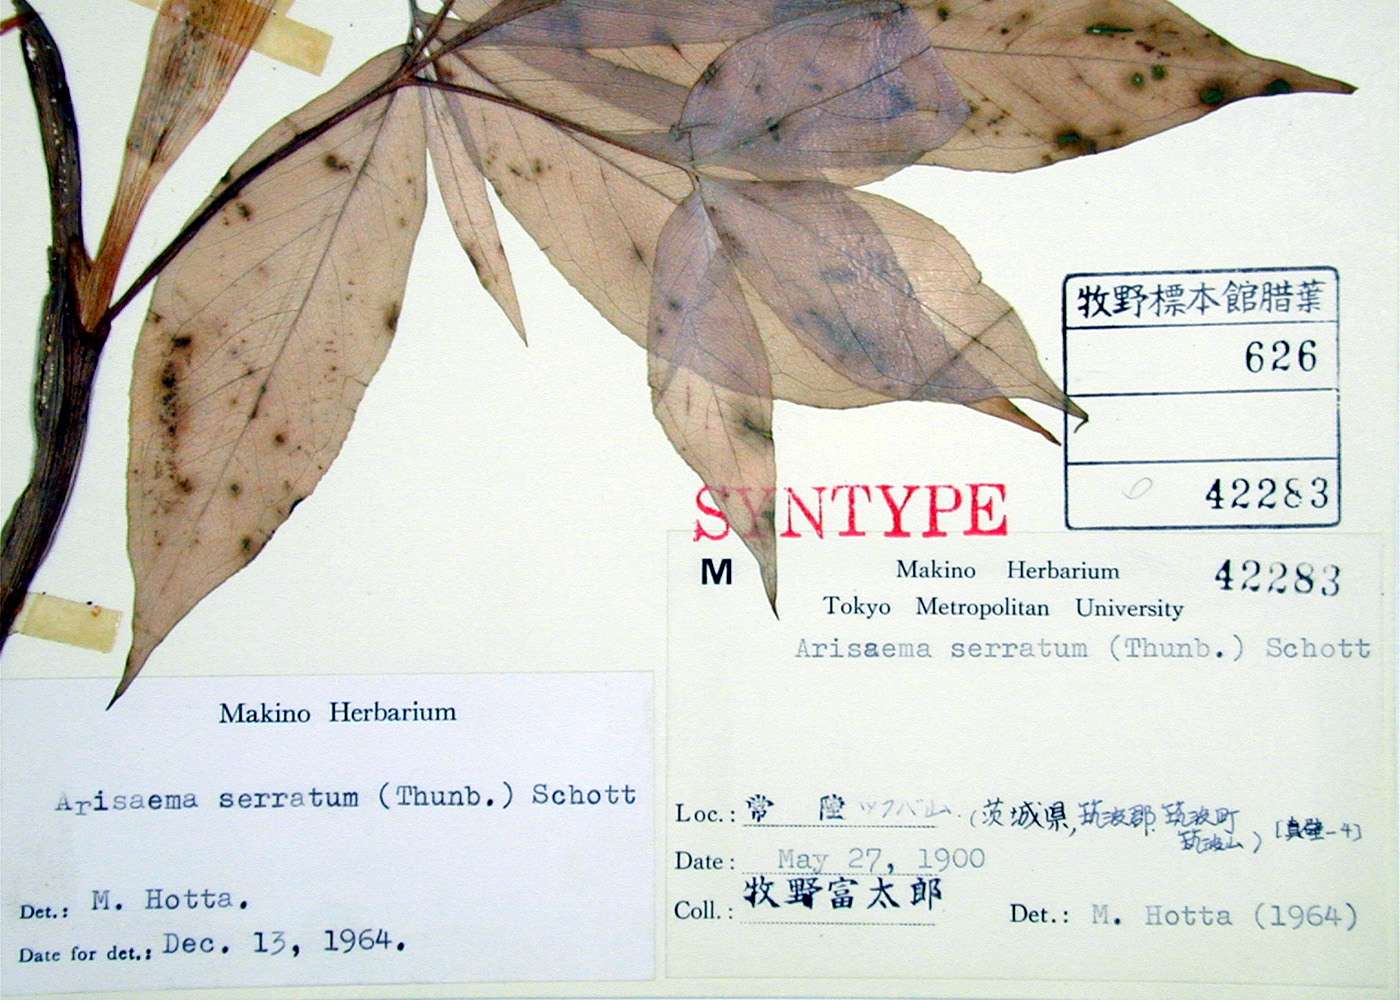 牧野標本館腊葉
626
42283
SYNTYPE
M
Makino Herbarium 42283
Tokyo Metropolitan University
Arisaema serratum (Thunb.) Schott
Loc.: 常 陸 ツクバ山 (茨城県, 筑波郡 筑波町
筑波山) [真壁-4]
Date: May 27, 1900
Coll.: 牧野富太郎
Det.: M. Hotta (1964)
Makino Herbarium
Arisaema serratum (Thunb.) Schott
Det.: M. Hotta.
Date for det.: Dec. 13, 1964.